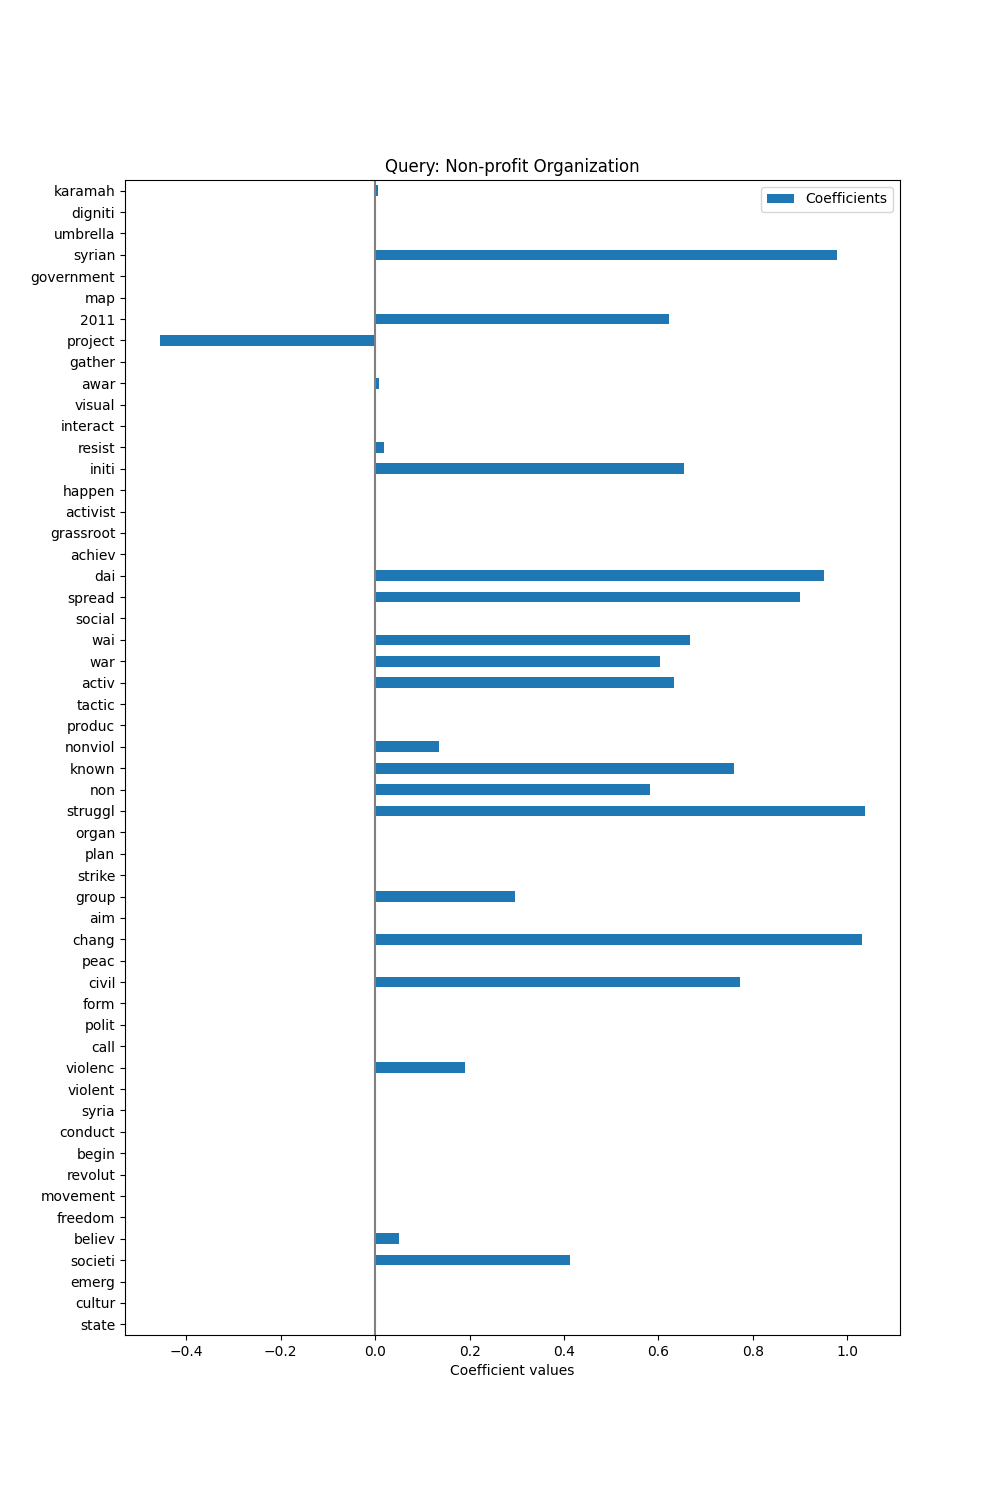 Query: Non-profit Organization
Coefficients
karamah
digniti
umbrella
syrian
government
map
2011
project
gather
awar
visual
interact
resist
initi
happen
activist
grassroot
achiev
dai
spread
social
wai
war
activ
tactic
produc
nonviol
known
non
struggl
organ
plan
strike
group
aim
chang
peac
civil
form
polit
call
violenc
violent
syria
conduct
begin
revolut
movement
freedom
believ
societi
emerg
cultur
state
−0.4 −0.2 0.0 0.2 0.4 0.6 0.8 1.0
Coefficient values